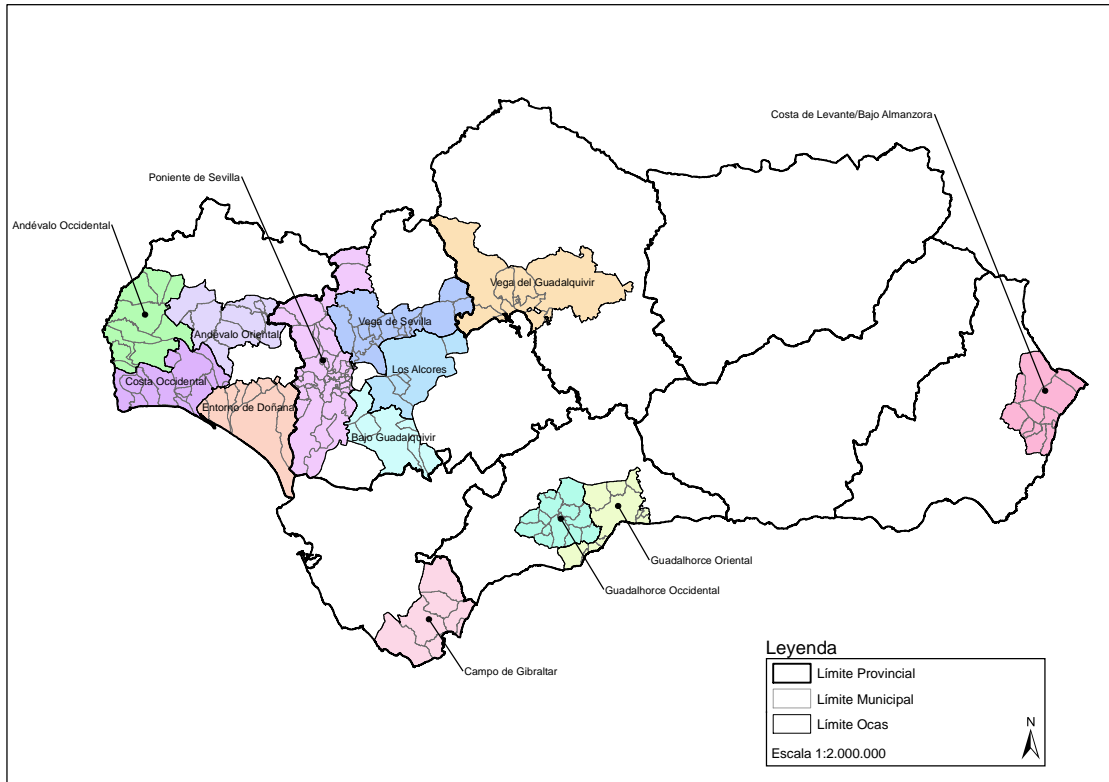 Costa de Levante/Bajo Almanzora
Poniente de Sevilla
Andévalo Occidental
Vega del Guadalquivir
Vega de Sevilla
Andévalo Oriental
Los Alcores
Costa Occidental
Entorno de Doñana
Bajo Guadalquivir
Guadalhorce Oriental
Guadalhorce Occidental
Campo de Gibraltar
Leyenda
Límite Provincial
Límite Municipal
Límite Ocas
N
Escala 1:2.000.000